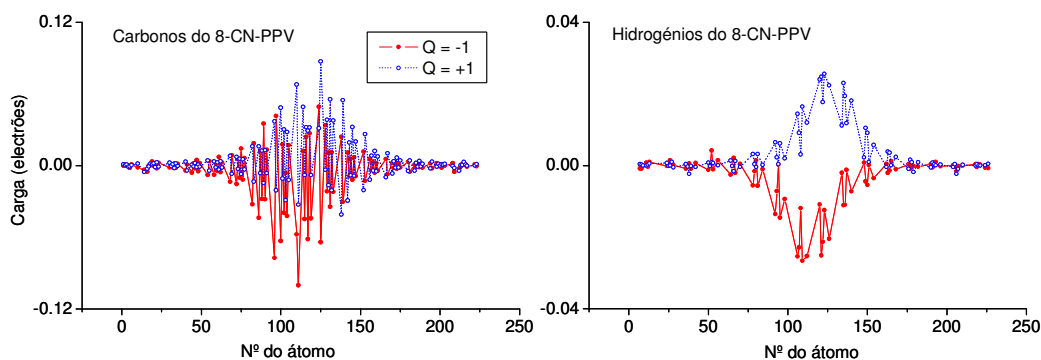 Carbonos do 8-CN-PPV
Q = -1
Q = +1
Carga (electrões)
0.12
0.00
-0.12
0 50 100 150 200 250
Nº do átomo
Hidrogénios do 8-CN-PPV
0.04
0.00
-0.04
0 50 100 150 200 250
Nº do átomo